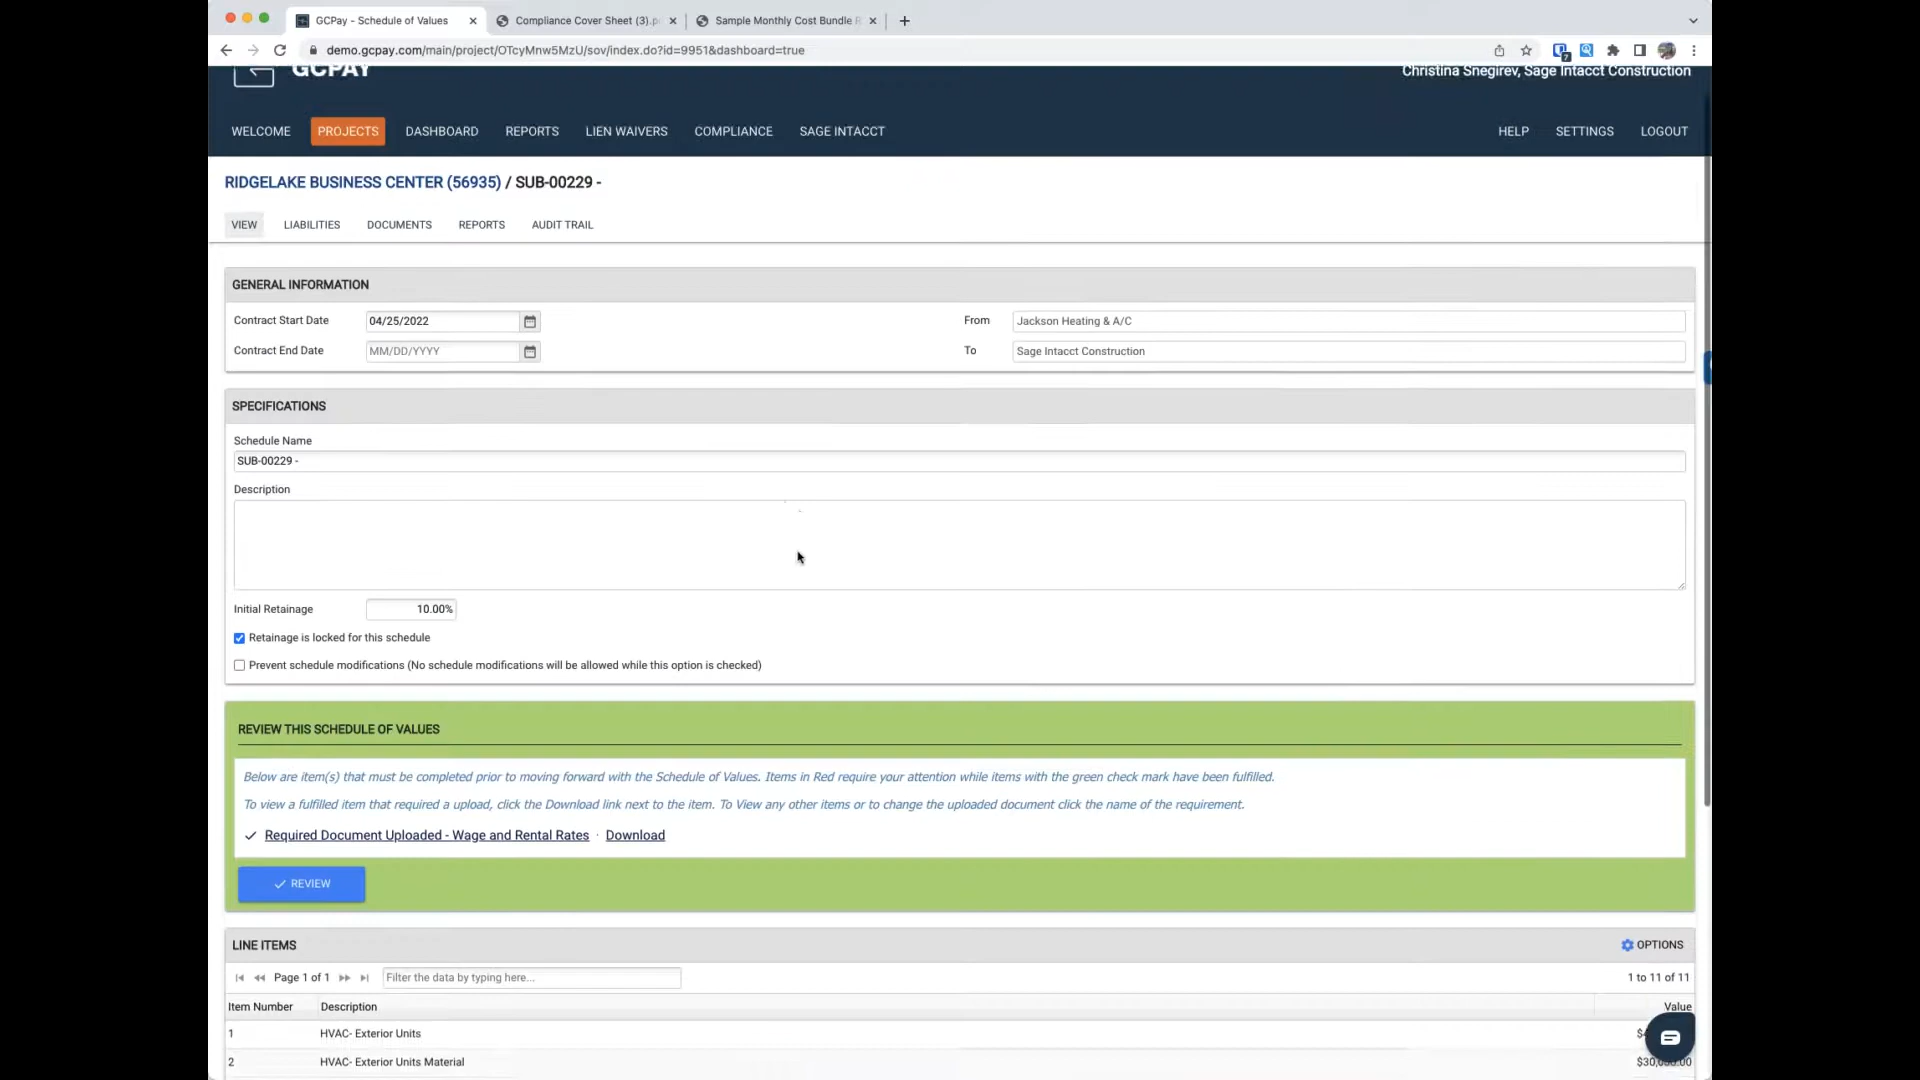 GCPay - Schedule of Values
Compliance Cover Sheet (3).p
Sample Monthly Cost Bundle R
demo.gcpay.com/main/project/OTcyMnw5MzU/sov/index.do?id=9951&dashboard=true
GCPAY
Christina Snegirev, Sage Intacct Construction
WELCOME PROJECTS DASHBOARD REPORTS LIEN WAIVERS COMPLIANCE SAGE INTACCT HELP SETTINGS LOGOUT
RIDGELAKE BUSINESS CENTER (56935) / SUB-00229 -
VIEW LIABILITIES DOCUMENTS REPORTS AUDIT TRAIL
GENERAL INFORMATION
Contract Start Date 04/25/2022 From Jackson Heating & A/C
Contract End Date MM/DD/YYYY To Sage Intacct Construction
SPECIFICATIONS
Schedule Name
SUB-00229 -
Description
Initial Retainage 10.00%
Retainage is locked for this schedule
Prevent schedule modifications (No schedule modifications will be allowed while this option is checked)
REVIEW THIS SCHEDULE OF VALUES
Below are item(s) that must be completed prior to moving forward with the Schedule of Values. Items in Red require your attention while items with the green check mark have been fulfilled.
To view a fulfilled item that required a upload, click the Download link next to the item. To View any other items or to change the uploaded document click the name of the requirement.
Required Document Uploaded - Wage and Rental Rates · Download
REVIEW
LINE ITEMS OPTIONS
Page 1 of 1 Filter the data by typing here... 1 to 11 of 11
Item Number Description Value
1 HVAC- Exterior Units
2 HVAC- Exterior Units Material